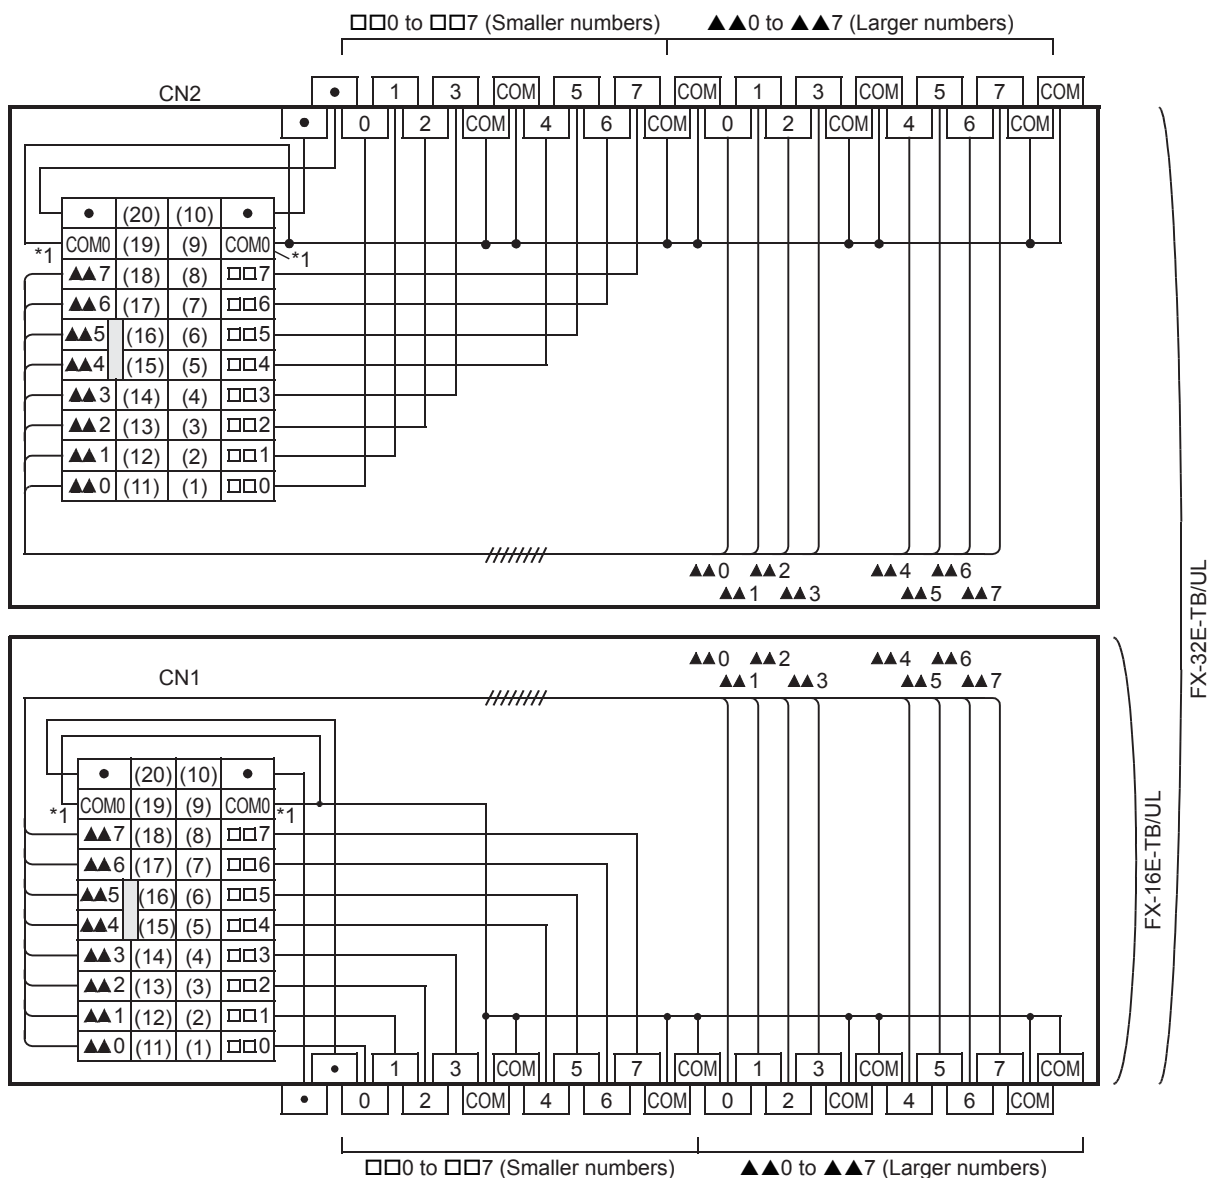 □□0 to □□7 (Smaller numbers) ▲▲0 to ▲▲7 (Larger numbers)
CN2
• 1 3 COM 5 7 COM 1 3 COM 5 7 COM
• 0 2 COM 4 6 COM 0 2 COM 4 6 COM
• (20) (10) •
*1 COM0 (19) (9) COM0 *1
▲▲7 (18) (8) □□7
▲▲6 (17) (7) □□6
▲▲5 (16) (6) □□5
▲▲4 (15) (5) □□4
▲▲3 (14) (4) □□3
▲▲2 (13) (3) □□2
▲▲1 (12) (2) □□1
▲▲0 (11) (1) □□0
▲▲0 ▲▲2 ▲▲4 ▲▲6
▲▲1 ▲▲3 ▲▲5 ▲▲7
FX-32E-TB/UL
CN1
▲▲0 ▲▲2 ▲▲4 ▲▲6
▲▲1 ▲▲3 ▲▲5 ▲▲7
• (20) (10) •
*1 COM0 (19) (9) COM0 *1
▲▲7 (18) (8) □□7
▲▲6 (17) (7) □□6
▲▲5 (16) (6) □□5
▲▲4 (15) (5) □□4
▲▲3 (14) (4) □□3
▲▲2 (13) (3) □□2
▲▲1 (12) (2) □□1
▲▲0 (11) (1) □□0
FX-16E-TB/UL
• 1 3 COM 5 7 COM 1 3 COM 5 7 COM
• 0 2 COM 4 6 COM 0 2 COM 4 6 COM
□□0 to □□7 (Smaller numbers) ▲▲0 to ▲▲7 (Larger numbers)